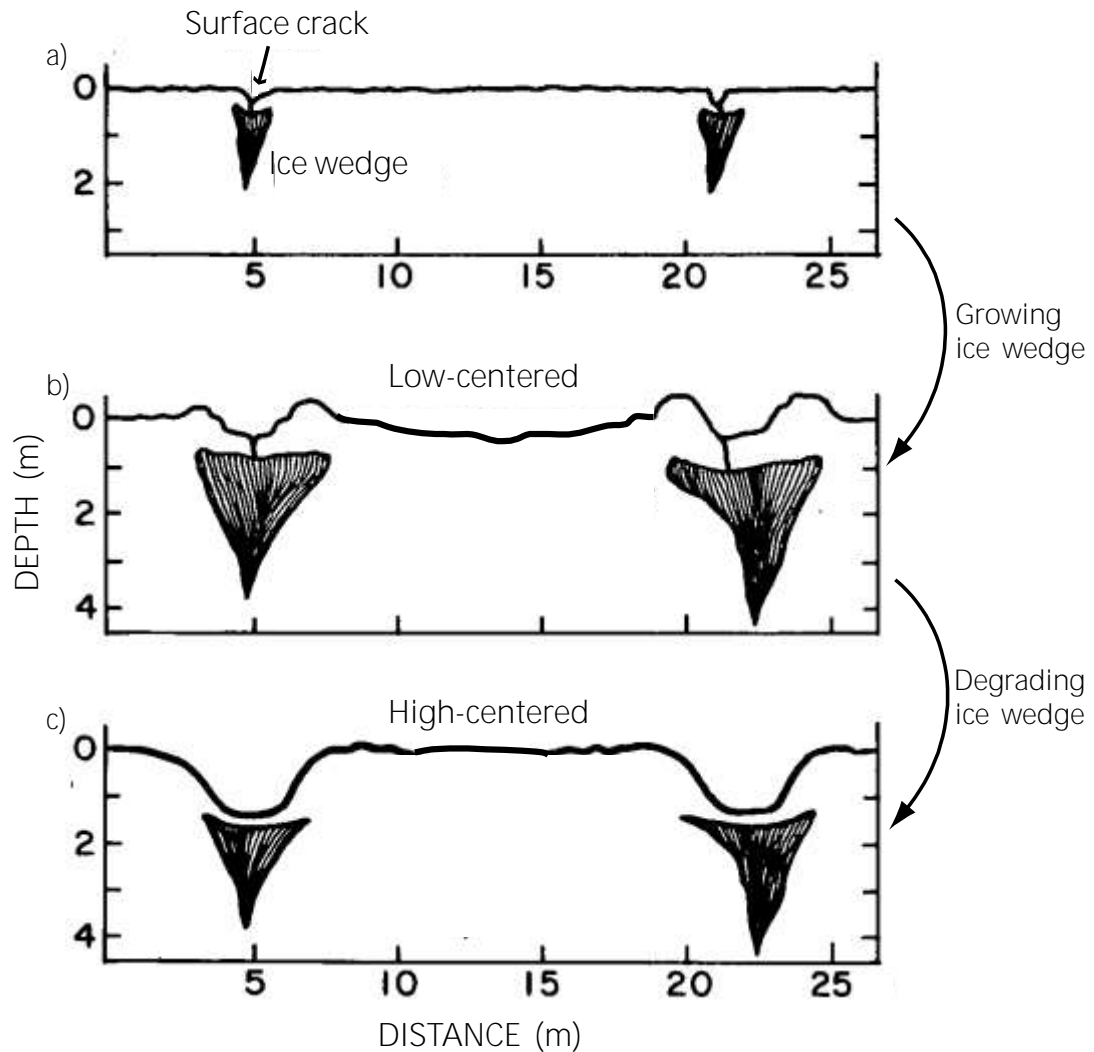 Surface crack
a)
0
Ice wedge
2
5 10 15 20 25
Growing
ice wedge
b)
Low-centered
0
DEPTH (m)
2
4
Degrading
ice wedge
c)
High-centered
0
2
4
5 10 15 20 25
DISTANCE (m)